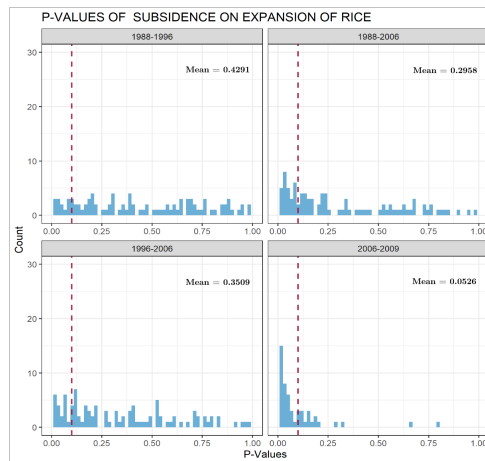 P-VALUES OF  SUBSIDENCE ON EXPANSION OF RICE
1988-1996
1988-2006
30
20
10
0
Mean = 0.4291
Mean = 0.2958
0.00 0.25 0.50 0.75 1.00
0.00 0.25 0.50 0.75 1.00
Count
1996-2006
2006-2009
30
20
10
0
Mean = 0.3509
Mean = 0.0526
0.00 0.25 0.50 0.75 1.00
0.00 0.25 0.50 0.75 1.00
P-Values